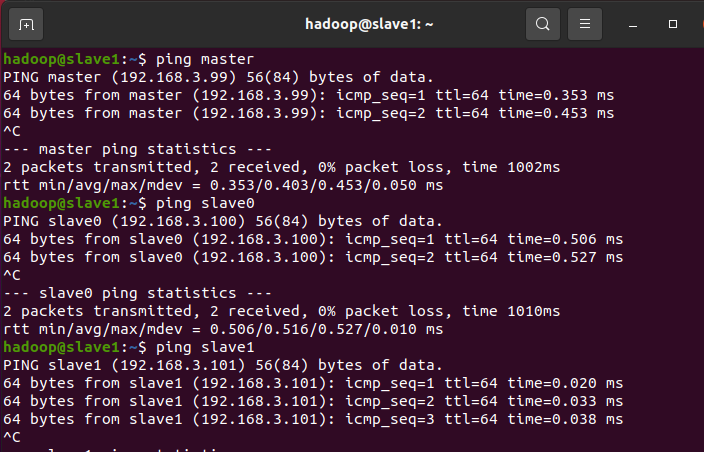 hadoop@slave1: ~
hadoop@slave1:~$ ping master
PING master (192.168.3.99) 56(84) bytes of data.
64 bytes from master (192.168.3.99): icmp_seq=1 ttl=64 time=0.353 ms
64 bytes from master (192.168.3.99): icmp_seq=2 ttl=64 time=0.453 ms
^C
--- master ping statistics ---
2 packets transmitted, 2 received, 0% packet loss, time 1002ms
rtt min/avg/max/mdev = 0.353/0.403/0.453/0.050 ms
hadoop@slave1:~$ ping slave0
PING slave0 (192.168.3.100) 56(84) bytes of data.
64 bytes from slave0 (192.168.3.100): icmp_seq=1 ttl=64 time=0.506 ms
64 bytes from slave0 (192.168.3.100): icmp_seq=2 ttl=64 time=0.527 ms
^C
--- slave0 ping statistics ---
2 packets transmitted, 2 received, 0% packet loss, time 1010ms
rtt min/avg/max/mdev = 0.506/0.516/0.527/0.010 ms
hadoop@slave1:~$ ping slave1
PING slave1 (192.168.3.101) 56(84) bytes of data.
64 bytes from slave1 (192.168.3.101): icmp_seq=1 ttl=64 time=0.020 ms
64 bytes from slave1 (192.168.3.101): icmp_seq=2 ttl=64 time=0.033 ms
64 bytes from slave1 (192.168.3.101): icmp_seq=3 ttl=64 time=0.038 ms
^C